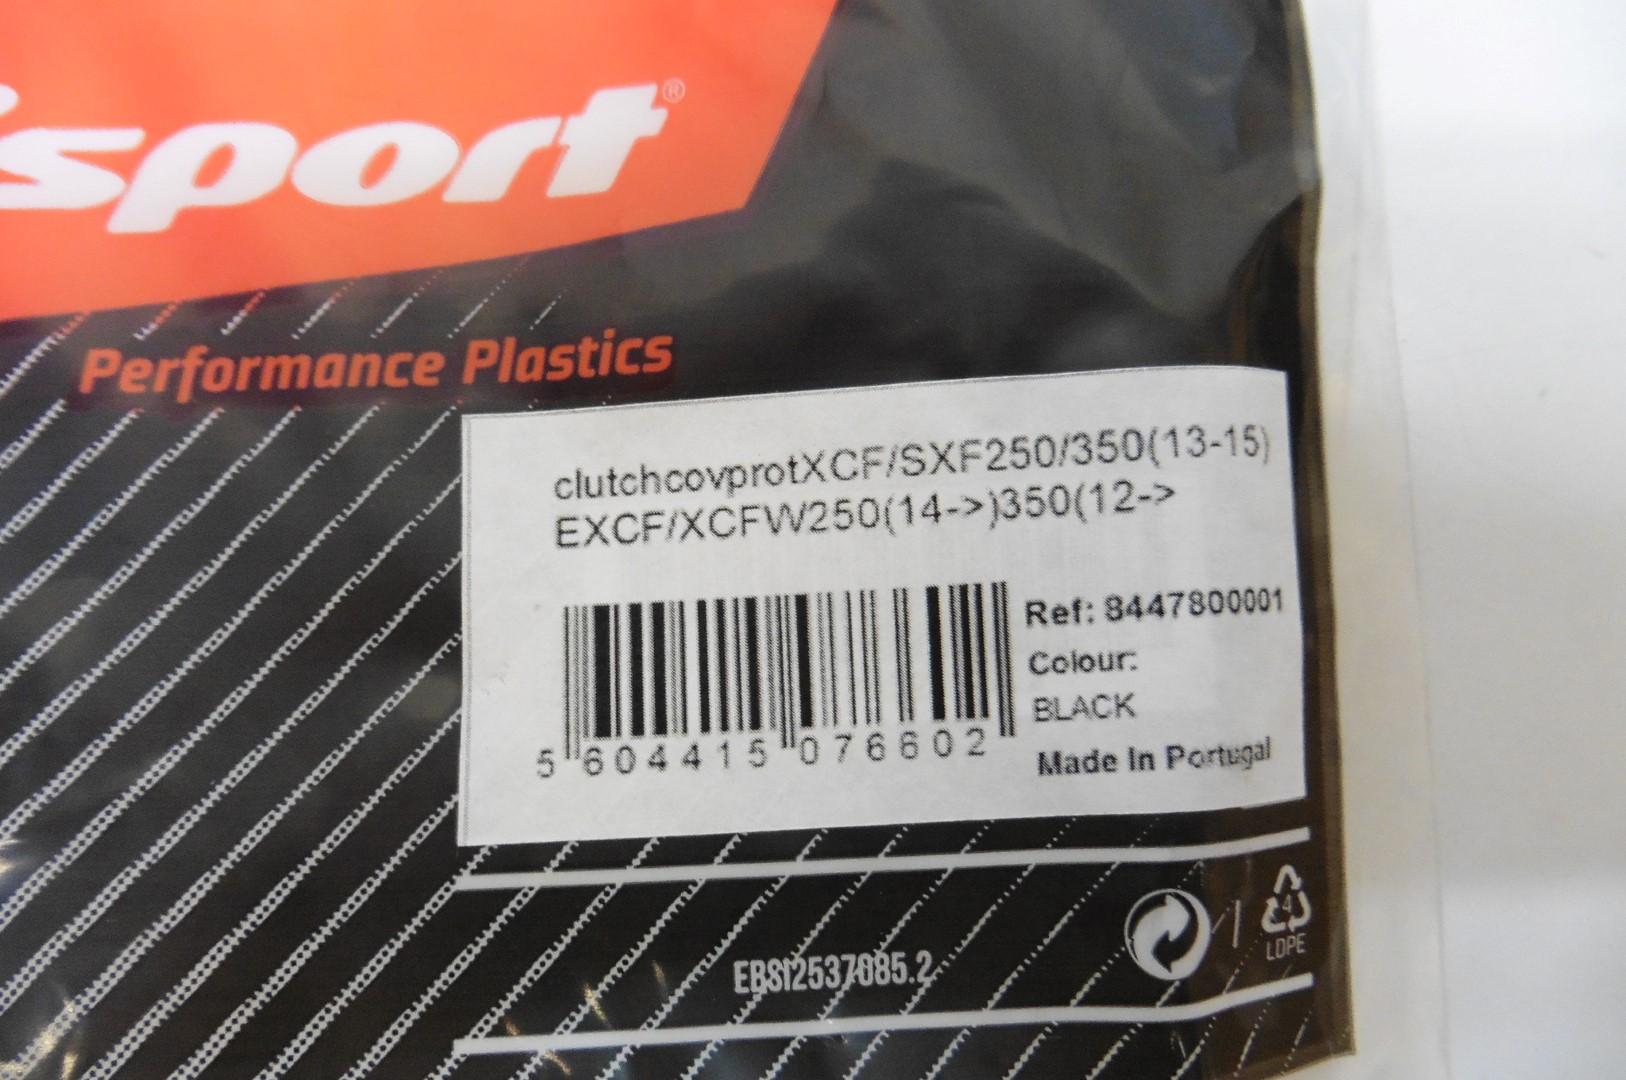 sport®
Performance Plastics
clutchcovprotXCF/SXF250/350(13-15)
EXCF/XCFW250(14->)350(12->
Ref: 8447800001
Colour:
BLACK
5 604415 076602
Made In Portugal
4
LDPE
EBSI2537085.2